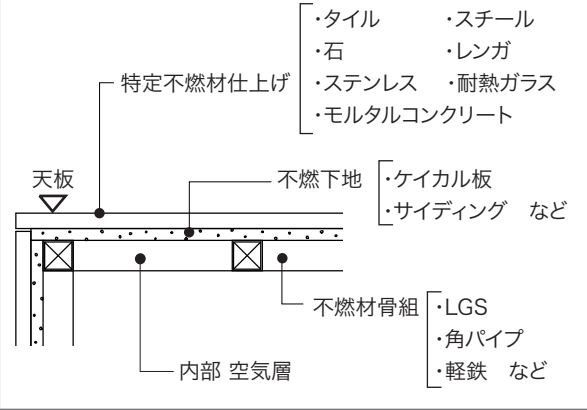 ・タイル ・スチール
・石 ・レンガ
特定不燃材仕上げ ・ステンレス ・耐熱ガラス
・モルタルコンクリート
天板 不燃下地 ・ケイカル板
・サイディング など
不燃材骨組 ・LGS
・角パイプ
内部 空気層 ・軽鉄 など